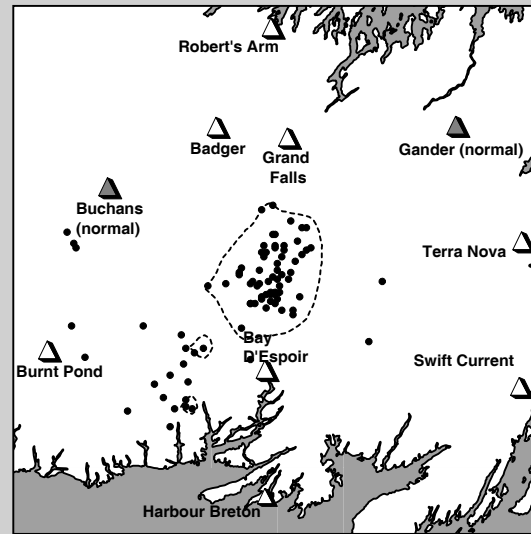 Robert's Arm
Badger
Grand
Falls
Gander (normal)
Buchans
(normal)
Terra Nova
Bay
D'Espoir
Burnt Pond
Swift Current
Harbour Breton